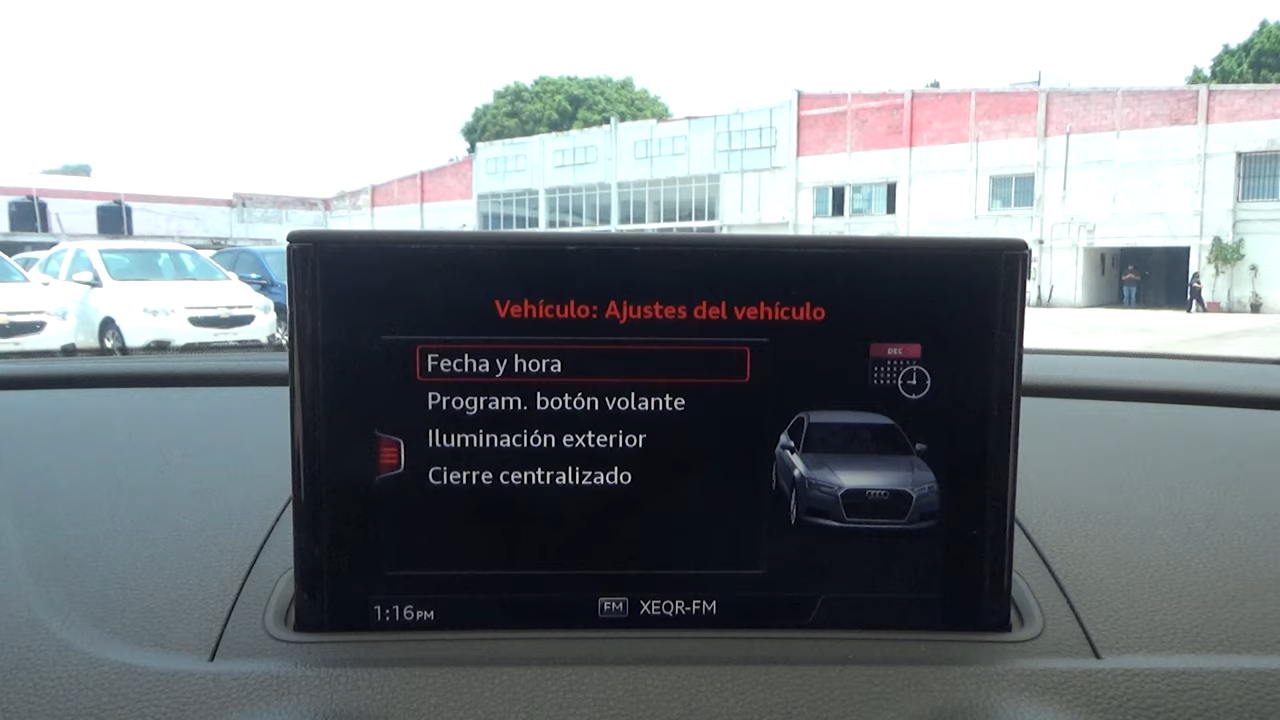 Vehículo: Ajustes del vehículo
DEC
Fecha y hora
Program. botón volante
Iluminación exterior
Cierre centralizado
1:16PM
FM XEQR-FM